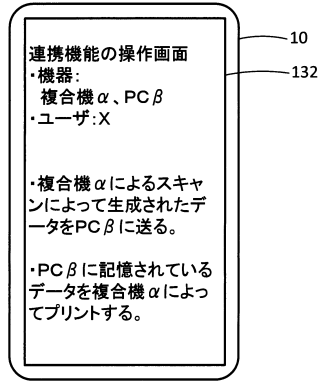 連携機能の操作画面
・機器:
複合機α、PCβ
・ユーザ:X
・複合機αによるスキャ
ンによって生成されたデ
ータをPCβに送る。
・PCβに記憶されている
データを複合機αによっ
てプリントする。
10
132